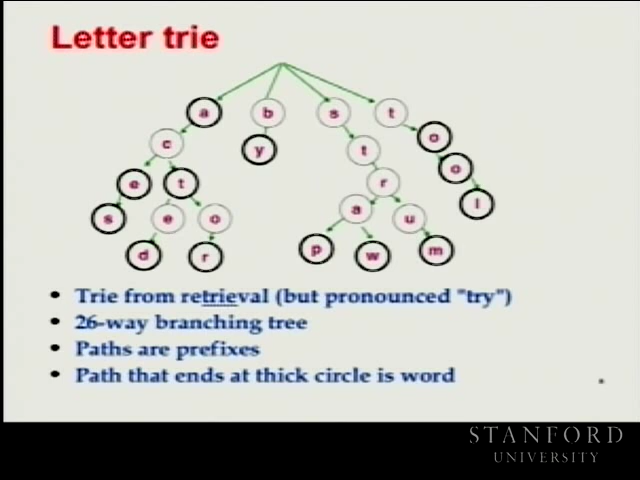 Letter trie
a b s t
c y t o
e t r o
s e o a u l
d r p w m
• Trie from retrieval (but pronounced "try")
• 26-way branching tree
• Paths are prefixes
• Path that ends at thick circle is word
STANFORD
UNIVERSITY